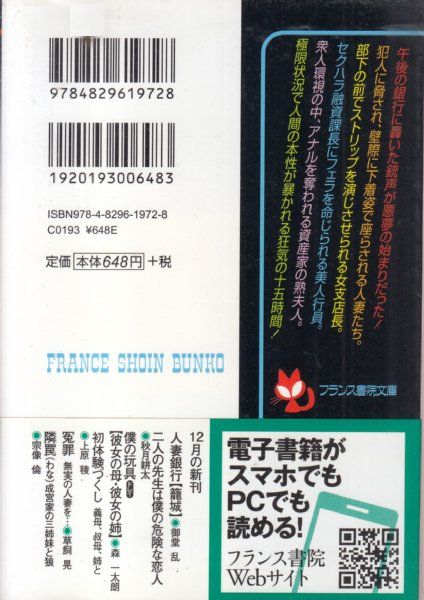 午後の銀行に轟いた銃声が悪夢の始まりだった!
犯人に脅され、壁際に下着姿で座らされる人妻たち。
部下の前でストリップを演じさせられる女支店長。
セクハラ融資課長にフェラを命じられる美人行員。
衆人環視の中、アナルを奪われる資産家の熟夫人。
極限状況で人間の本性が暴かれる狂気の十五時間!
9784829619728
1920193006483
ISBN978-4-8296-1972-8
C0193 ¥648E
定価 本体648円 +税
FRANCE SHOIN BUNKO
フランス書院文庫
12月の新刊
人妻銀行【籠城】●御堂 乱
二人の先生は僕の危険な恋人
●秋月耕太
僕の玩具
【彼女の母・彼女の姉】●森 一太朗
初体験づくし 義母、叔母、姉と
●上原 稜
冤罪 無実の人妻を…●草飼 晃
隣罠(わな)成宮家の三姉妹と狼
●宗像 倫
電子書籍が
スマホでも
PCでも
読める!
フランス書院
Webサイト